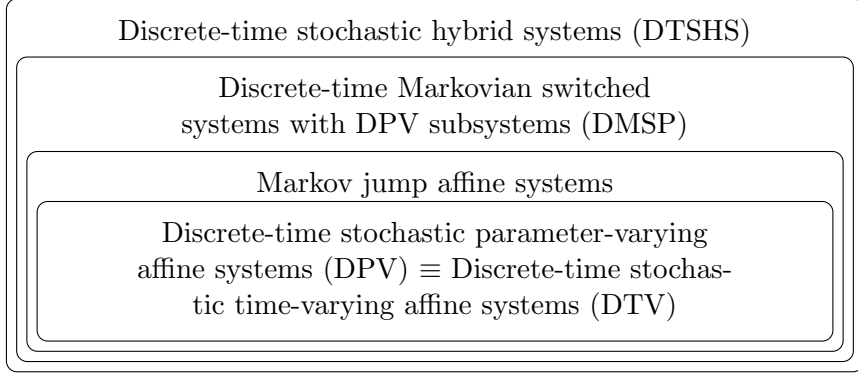 Discrete-time stochastic hybrid systems (DTSHS)
Discrete-time Markovian switched
systems with DPV subsystems (DMSP)
Markov jump affine systems
Discrete-time stochastic parameter-varying
affine systems (DPV) ≡ Discrete-time stochas-
tic time-varying affine systems (DTV)